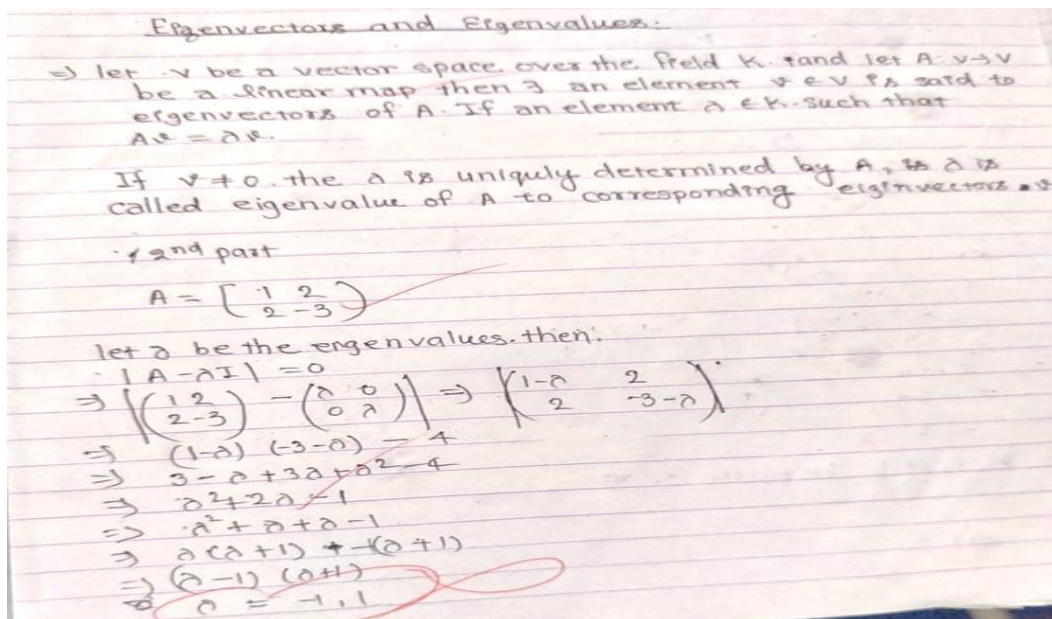 Eigenvectors and Eigenvalues.
⇒ let v be a vector space over the field K. and let A: v→v
be a linear map then ∃ an element v ∈ v is said to
eigenvectors of A. If an element λ ∈ K. such that
Av = λv.
If v ≠ 0. the λ is uniquly determined by A, λ is
called eigenvalue of A to corresponding eiginvectors v
2nd part
A = [ 1 2
2 -3 )
let λ be the engenvalues. then:
|A-λI| = 0
⇒ |( 1 2
2 -3 ) - ( λ 0
0 λ )| ⇒ |( 1-λ 2
2 -3-λ )|
⇒ (1-λ) (-3-λ) - 4
⇒ 3 - λ + 3λ + λ² - 4
⇒ λ² + 2λ - 1
⇒ λ² + λ + λ - 1
⇒ λ(λ+1) + -1(λ+1)
⇒ (λ-1) (λ+1)
λ = -1, 1